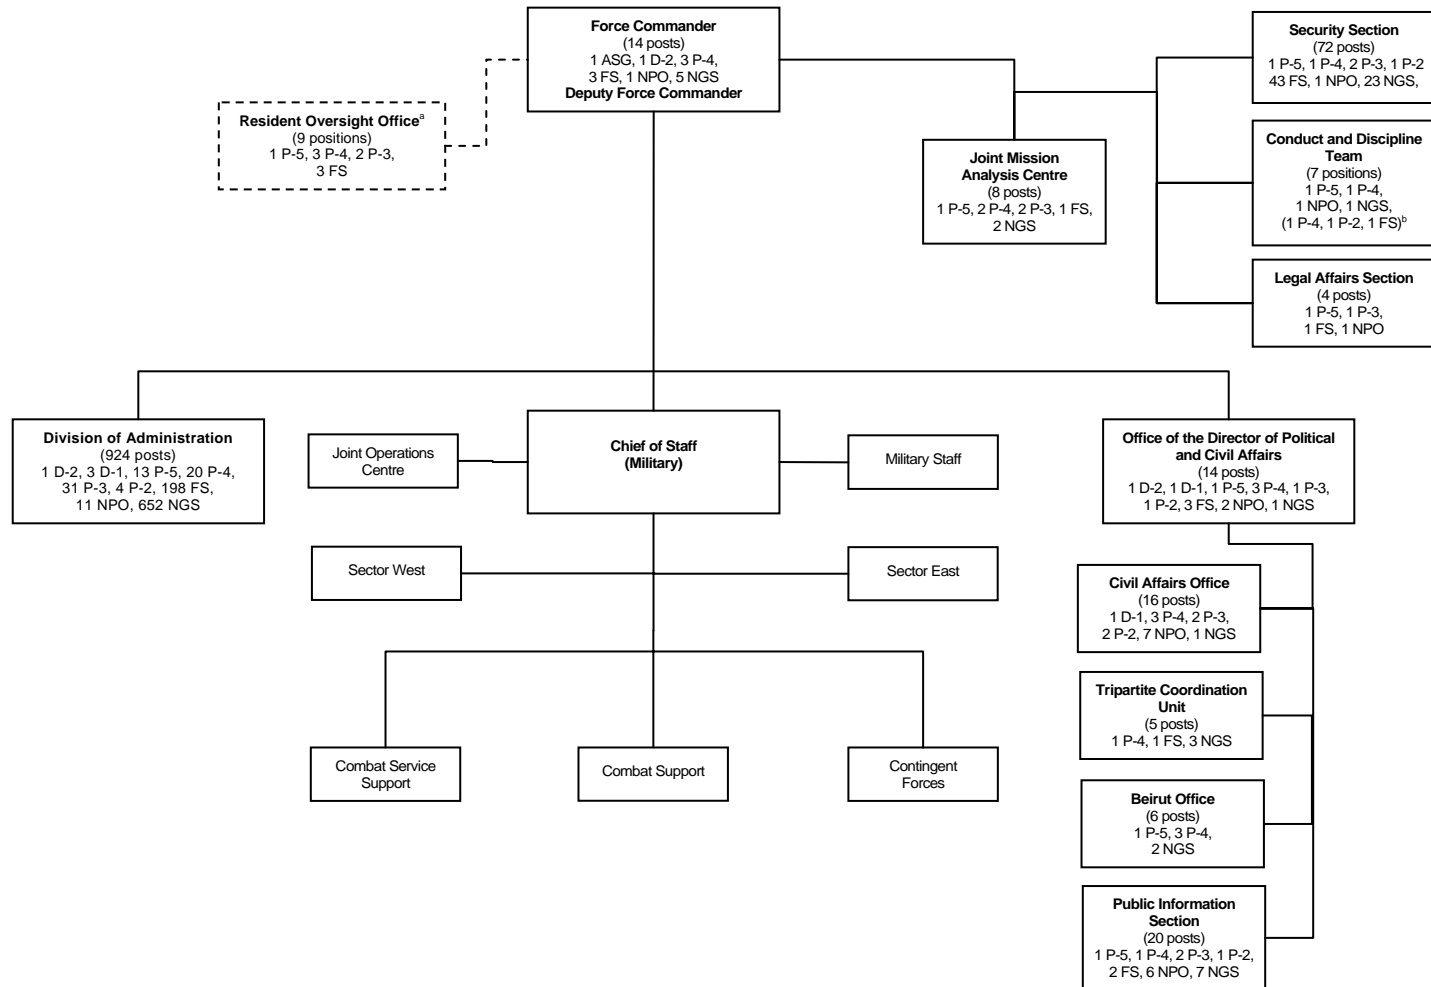 Force Commander
(14 posts)
1 ASG, 1 D-2, 3 P-4,
3 FS, 1 NPO, 5 NGS
Deputy Force Commander
Security Section
(72 posts)
1 P-5, 1 P-4, 2 P-3, 1 P-2
43 FS, 1 NPO, 23 NGS,
Resident Oversight Officeᵃ
(9 positions)
1 P-5, 3 P-4, 2 P-3,
3 FS
Joint Mission
Analysis Centre
(8 posts)
1 P-5, 2 P-4, 2 P-3, 1 FS,
2 NGS
Conduct and Discipline
Team
(7 positions)
1 P-5, 1 P-4,
1 NPO, 1 NGS,
(1 P-4, 1 P-2, 1 FS)ᵇ
Legal Affairs Section
(4 posts)
1 P-5, 1 P-3,
1 FS, 1 NPO
Division of Administration
(924 posts)
1 D-2, 3 D-1, 13 P-5, 20 P-4,
31 P-3, 4 P-2, 198 FS,
11 NPO, 652 NGS
Joint Operations
Centre
Chief of Staff
(Military)
Military Staff
Office of the Director of Political
and Civil Affairs
(14 posts)
1 D-2, 1 D-1, 1 P-5, 3 P-4, 1 P-3,
1 P-2, 3 FS, 2 NPO, 1 NGS
Sector West
Sector East
Civil Affairs Office
(16 posts)
1 D-1, 3 P-4, 2 P-3,
2 P-2, 7 NPO, 1 NGS
Tripartite Coordination
Unit
(5 posts)
1 P-4, 1 FS, 3 NGS
Combat Service
Support
Combat Support
Contingent
Forces
Beirut Office
(6 posts)
1 P-5, 3 P-4,
2 NGS
Public Information
Section
(20 posts)
1 P-5, 1 P-4, 2 P-3, 1 P-2,
2 FS, 6 NPO, 7 NGS